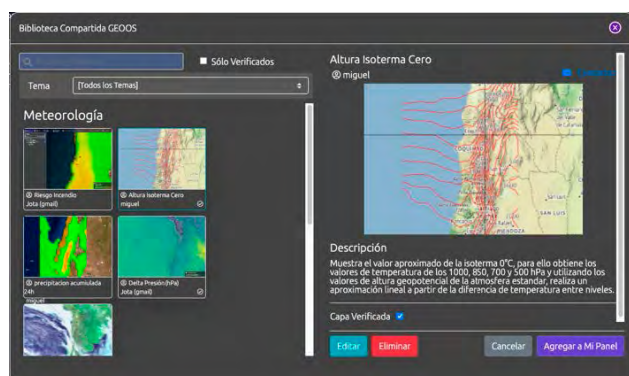 Biblioteca Compartida GEOOS
Sólo Verificados
Tema
[Todos los Temas]
Meteorología
Riesgo Incendio
Jota (gmail)
Altura Isoterma Cero
miguel
precipitacion acumulada
24h
miguel
Delta Presión(hPa)
Jota (gmail)
Altura Isoterma Cero
miguel
SAN LUIS
MENDOZA
Descripción
Muestra el valor aproximado de la isoterma 0°C, para ello obtiene los
valores de temperatura de los 1000, 850, 700 y 500 hPa y utilizando los
valores de altura geopotencial de la atmosfera estandar, realiza un
aproximación lineal a partir de la diferencia de temperatura entre niveles.
Capa Verificada
Editar
Eliminar
Cancelar
Agregar a Mi Panel